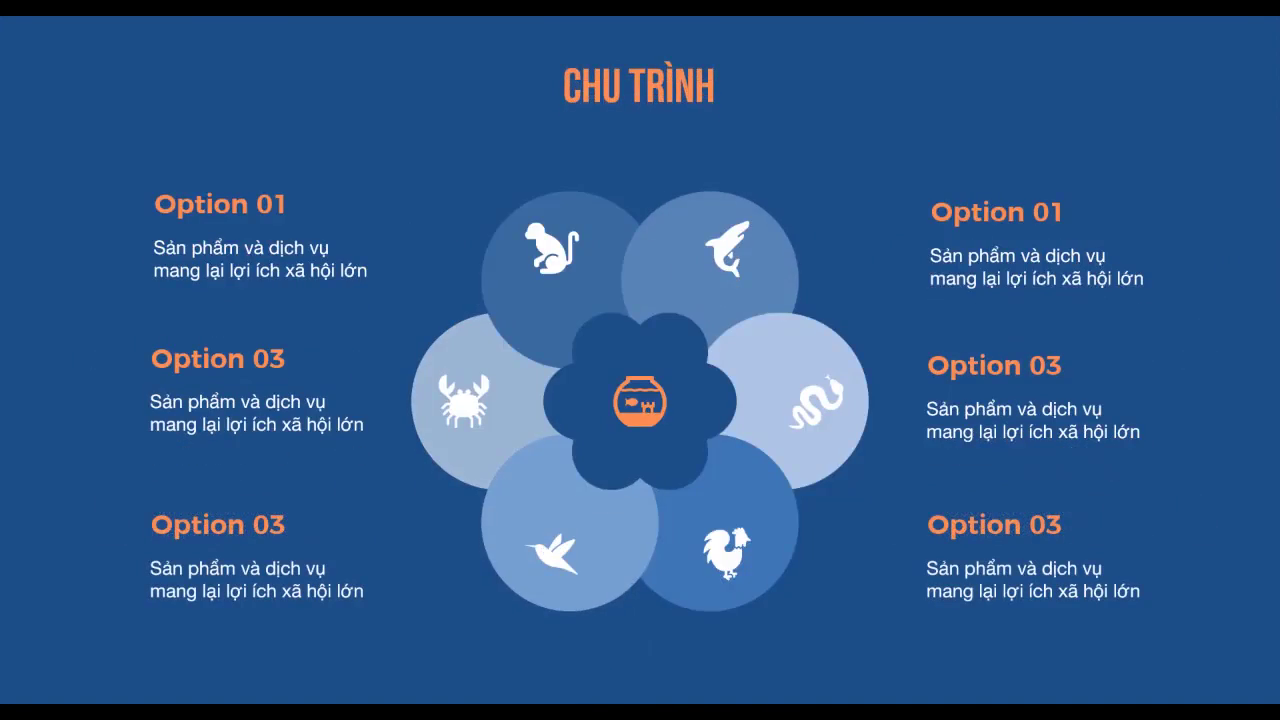 CHU TRÌNH
Option 01
Sản phẩm và dịch vụ
mang lại lợi ích xã hội lớn
Option 03
Sản phẩm và dịch vụ
mang lại lợi ích xã hội lớn
Option 03
Sản phẩm và dịch vụ
mang lại lợi ích xã hội lớn
Option 01
Sản phẩm và dịch vụ
mang lại lợi ích xã hội lớn
Option 03
Sản phẩm và dịch vụ
mang lại lợi ích xã hội lớn
Option 03
Sản phẩm và dịch vụ
mang lại lợi ích xã hội lớn